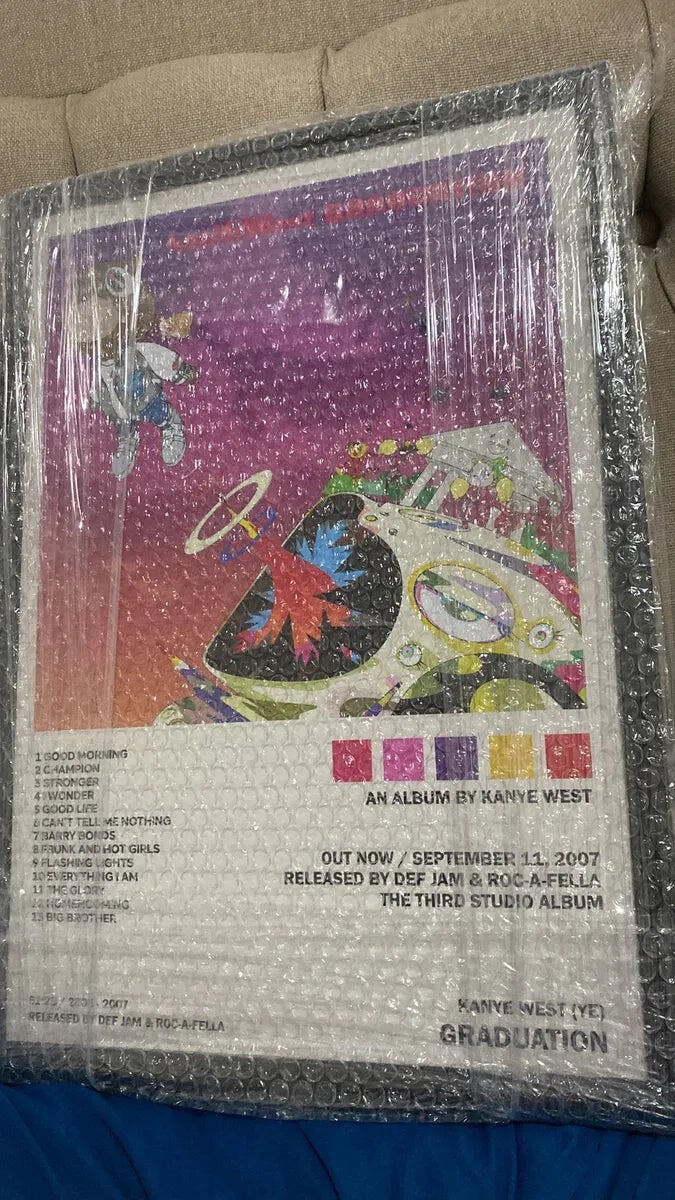 1 GOOD MORNING
2 CHAMPION
3 STRONGER
4 WONDER
5 GOOD LIFE
6 CAN'T TELL ME NOTHING
7 BARRY BONDS
8 DRUNK AND HOT GIRLS
9 FLASHING LIGHTS
10 EVERYTHING I AM
11 THE GLORY
12 HOMECOMING
13 BIG BROTHER
AN ALBUM BY KANYE WEST
OUT NOW / SEPTEMBER 11, 2007
RELEASED BY DEF JAM & ROC-A-FELLA
THE THIRD STUDIO ALBUM
2007
RELEASED BY DEF JAM & ROC-A-FELLA
KANYE WEST (YE)
GRADUATION